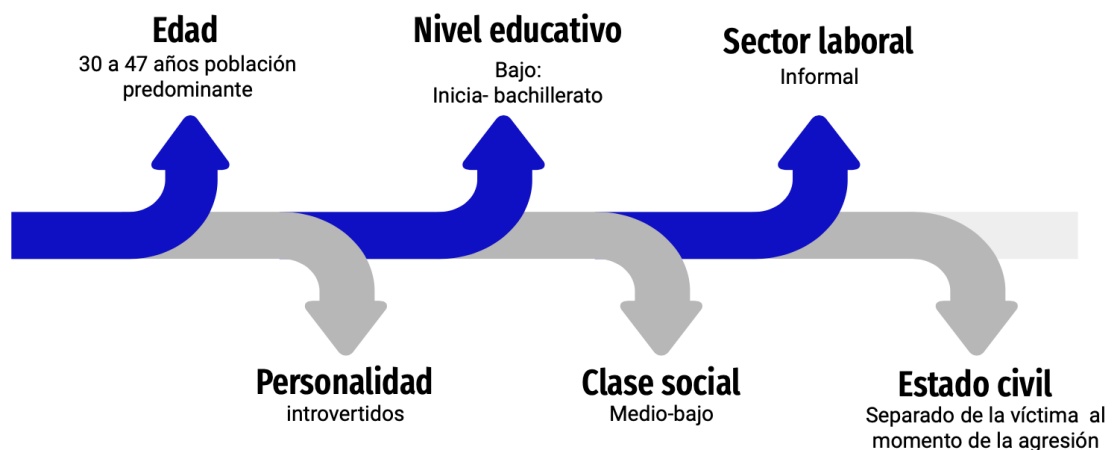 Edad
30 a 47 años población
predominante
Nivel educativo
Bajo:
Inicia- bachillerato
Sector laboral
Informal
Personalidad
introvertidos
Clase social
Medio-bajo
Estado civil
Separado de la víctima al
momento de la agresión